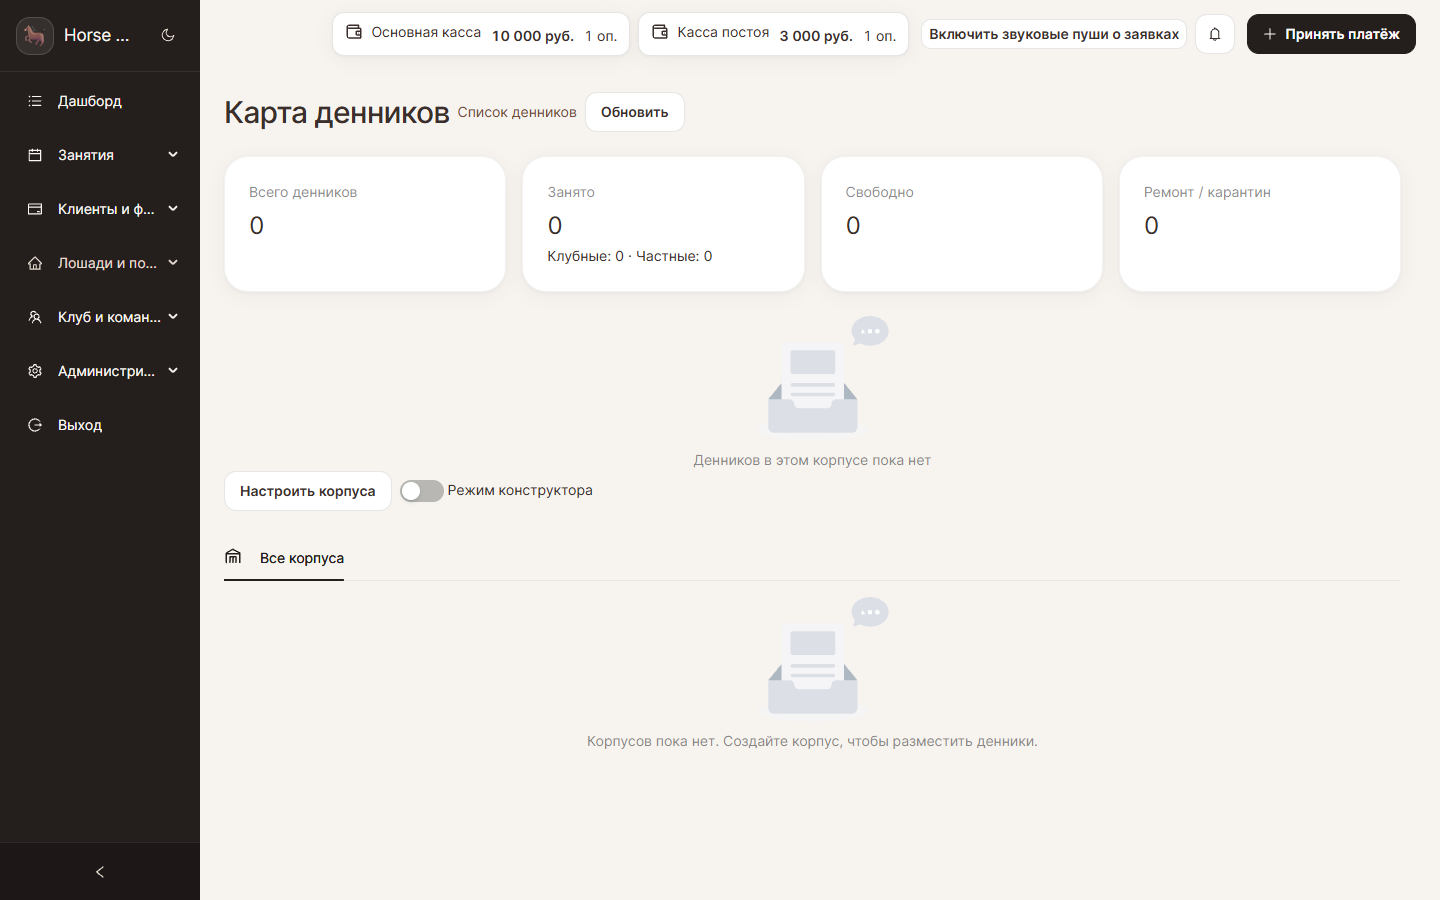 Horse ...
Дашборд
Занятия
Клиенты и ф...
Лошади и по...
Клуб и коман...
Администри...
Выход
Основная касса 10 000 руб. 1 оп.
Касса постоя 3 000 руб. 1 оп.
Включить звуковые пуши о заявках
Принять платёж
Карта денников Список денников Обновить
Всего денников
0
Занято
0
Клубные: 0 · Частные: 0
Свободно
0
Ремонт / карантин
0
Денников в этом корпусе пока нет
Настроить корпуса Режим конструктора
Все корпуса
Корпусов пока нет. Создайте корпус, чтобы разместить денники.